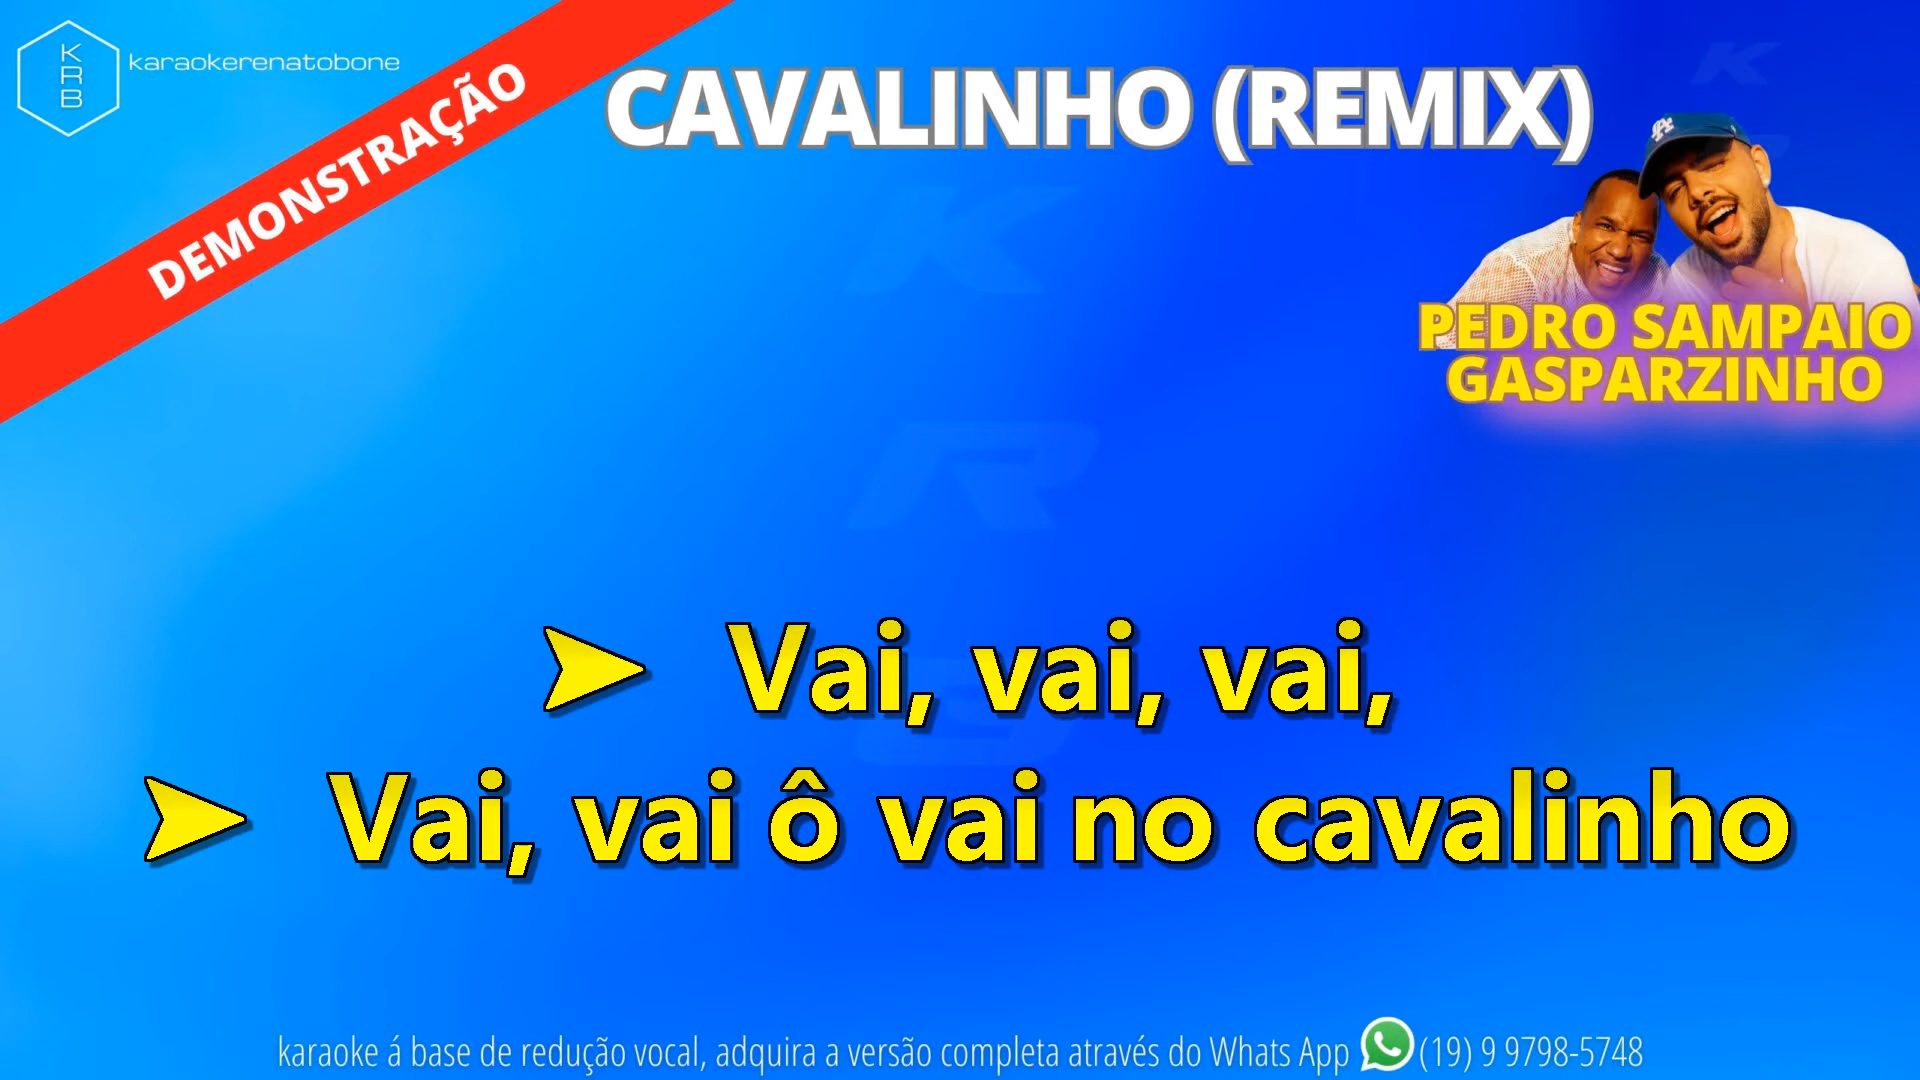 KRB
karaokerenatobone
DEMONSTRAÇÃO
CAVALINHO (REMIX)
LA
PEDRO SAMPAIO
GASPARZINHO
K
R
B
➤ Vai, vai, vai,
➤ Vai, vai ô vai no cavalinho
karaoke á base de redução vocal, adquira a versão completa através do Whats App (19) 9 9798-5748